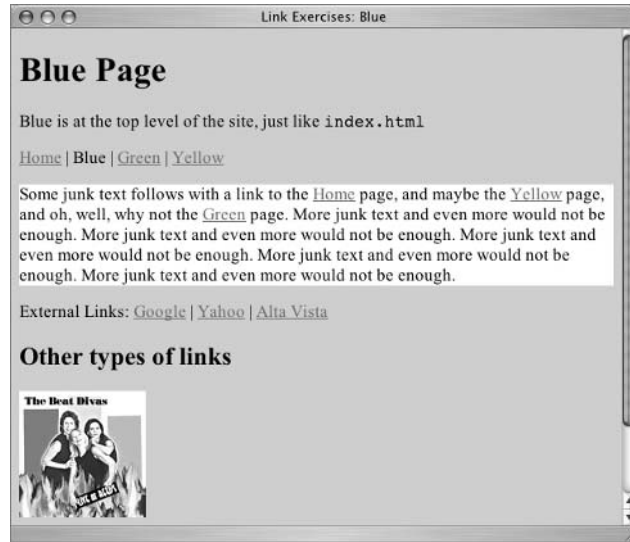 Link Exercises: Blue
Blue Page
Blue is at the top level of the site, just like index.html
Home | Blue | Green | Yellow
Some junk text follows with a link to the Home page, and maybe the Yellow page,
and oh, well, why not the Green page. More junk text and even more would not be
enough. More junk text and even more would not be enough. More junk text and
even more would not be enough. More junk text and even more would not be
enough. More junk text and even more would not be enough.
External Links: Google | Yahoo | Alta Vista
Other types of links
The Beat Divas